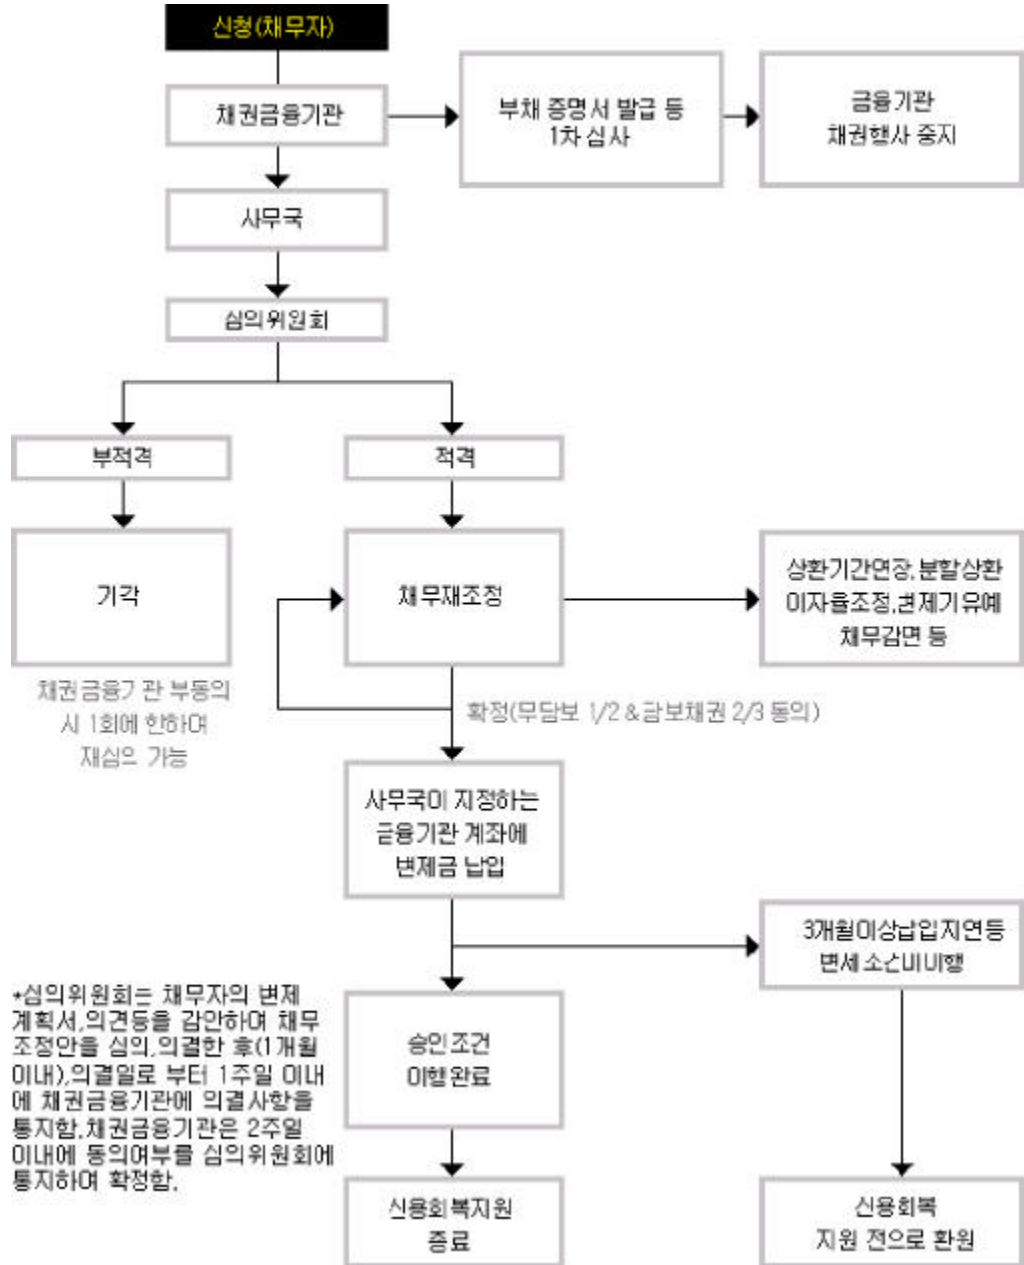 신청(채무자)
채권금융기관
부채 증명서 발급 등
1차 심사
금융기관
채권행사 중지
사무국
심의위원회
부적격
적격
기각
채무재조정
상환기간연장,분할상환
이자율조정,변제기유예
채무감면 등
채권금융기관 부동의
시 1회에 한하여
재심의 가능
확정(무담보 1/2 & 담보채권 2/3 동의)
사무국이 지정하는
금융기관 계좌에
변제금 납입
3개월이상납입지연등
변제조건미이행
*심의위원회는 채무자의 변제
계획서,의견등을 감안하여 채무
조정안을 심의,의결한 후(1개월
이내),의결일로 부터 1주일 이내
에 채권금융기관에 의결사항을
통지함,채권금융기관은 2주일
이내에 동의여부를 심의위원회에
통지하여 확정함.
승인조건
이행완료
신용회복지원
종료
신용회복
지원 전으로 환원